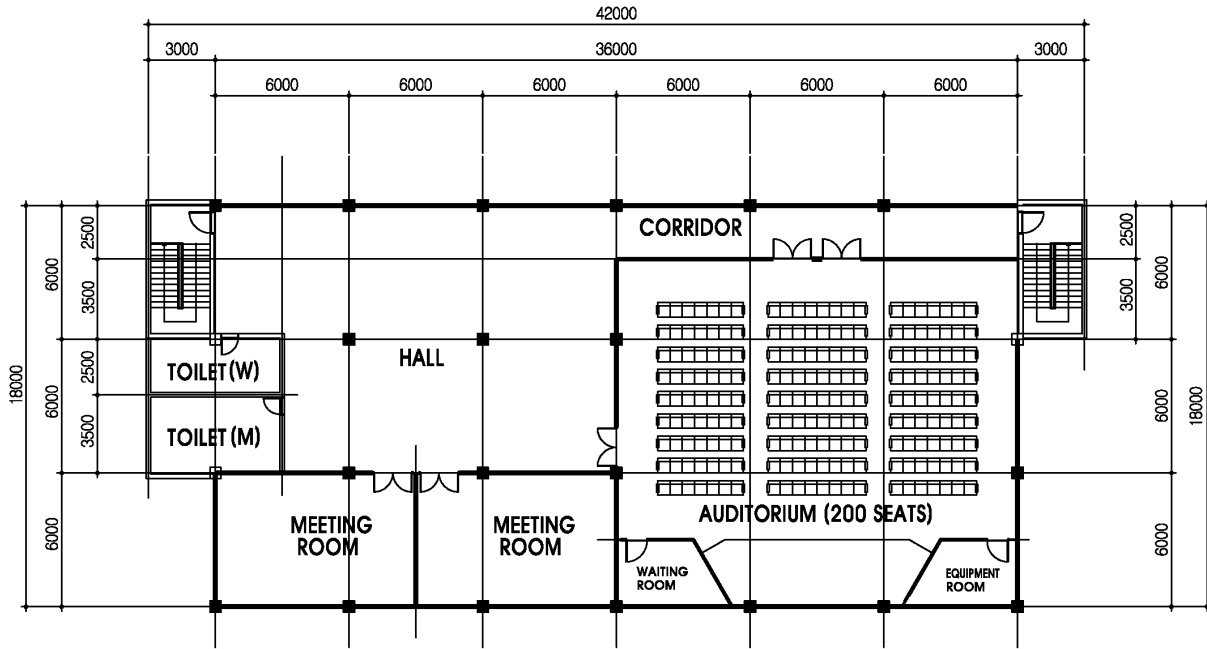 42000
3000 36000 3000
6000 6000 6000 6000 6000 6000
CORRIDOR
2500 2500
6000 6000
3500 3500
HALL
TOILET (W)
2500
18000 6000 6000 18000
3500
TOILET (M)
AUDITORIUM (200 SEATS)
MEETING
ROOM
MEETING
ROOM
6000 6000
WAITING
ROOM
EQUIPMENT
ROOM